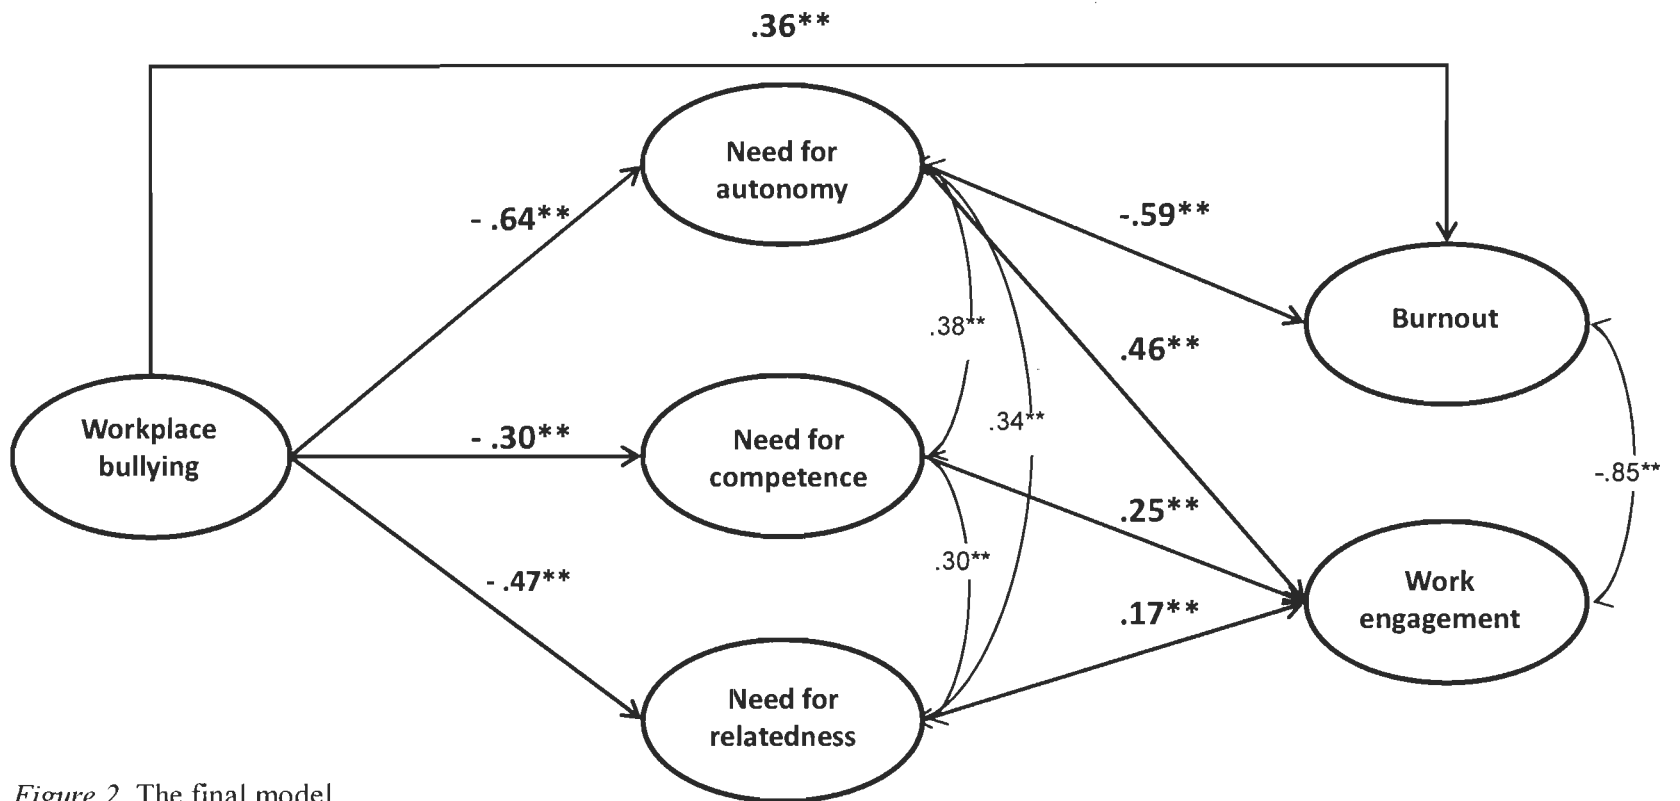 .36**
Need for
autonomy
- .64**
-.59**
.38**
.46**
Burnout
Workplace
bullying
- .30**
Need for
competence
.34**
-.85**
.25**
.30**
- .47**
Work
engagement
.17**
Need for
relatedness
Figure 2. The final model